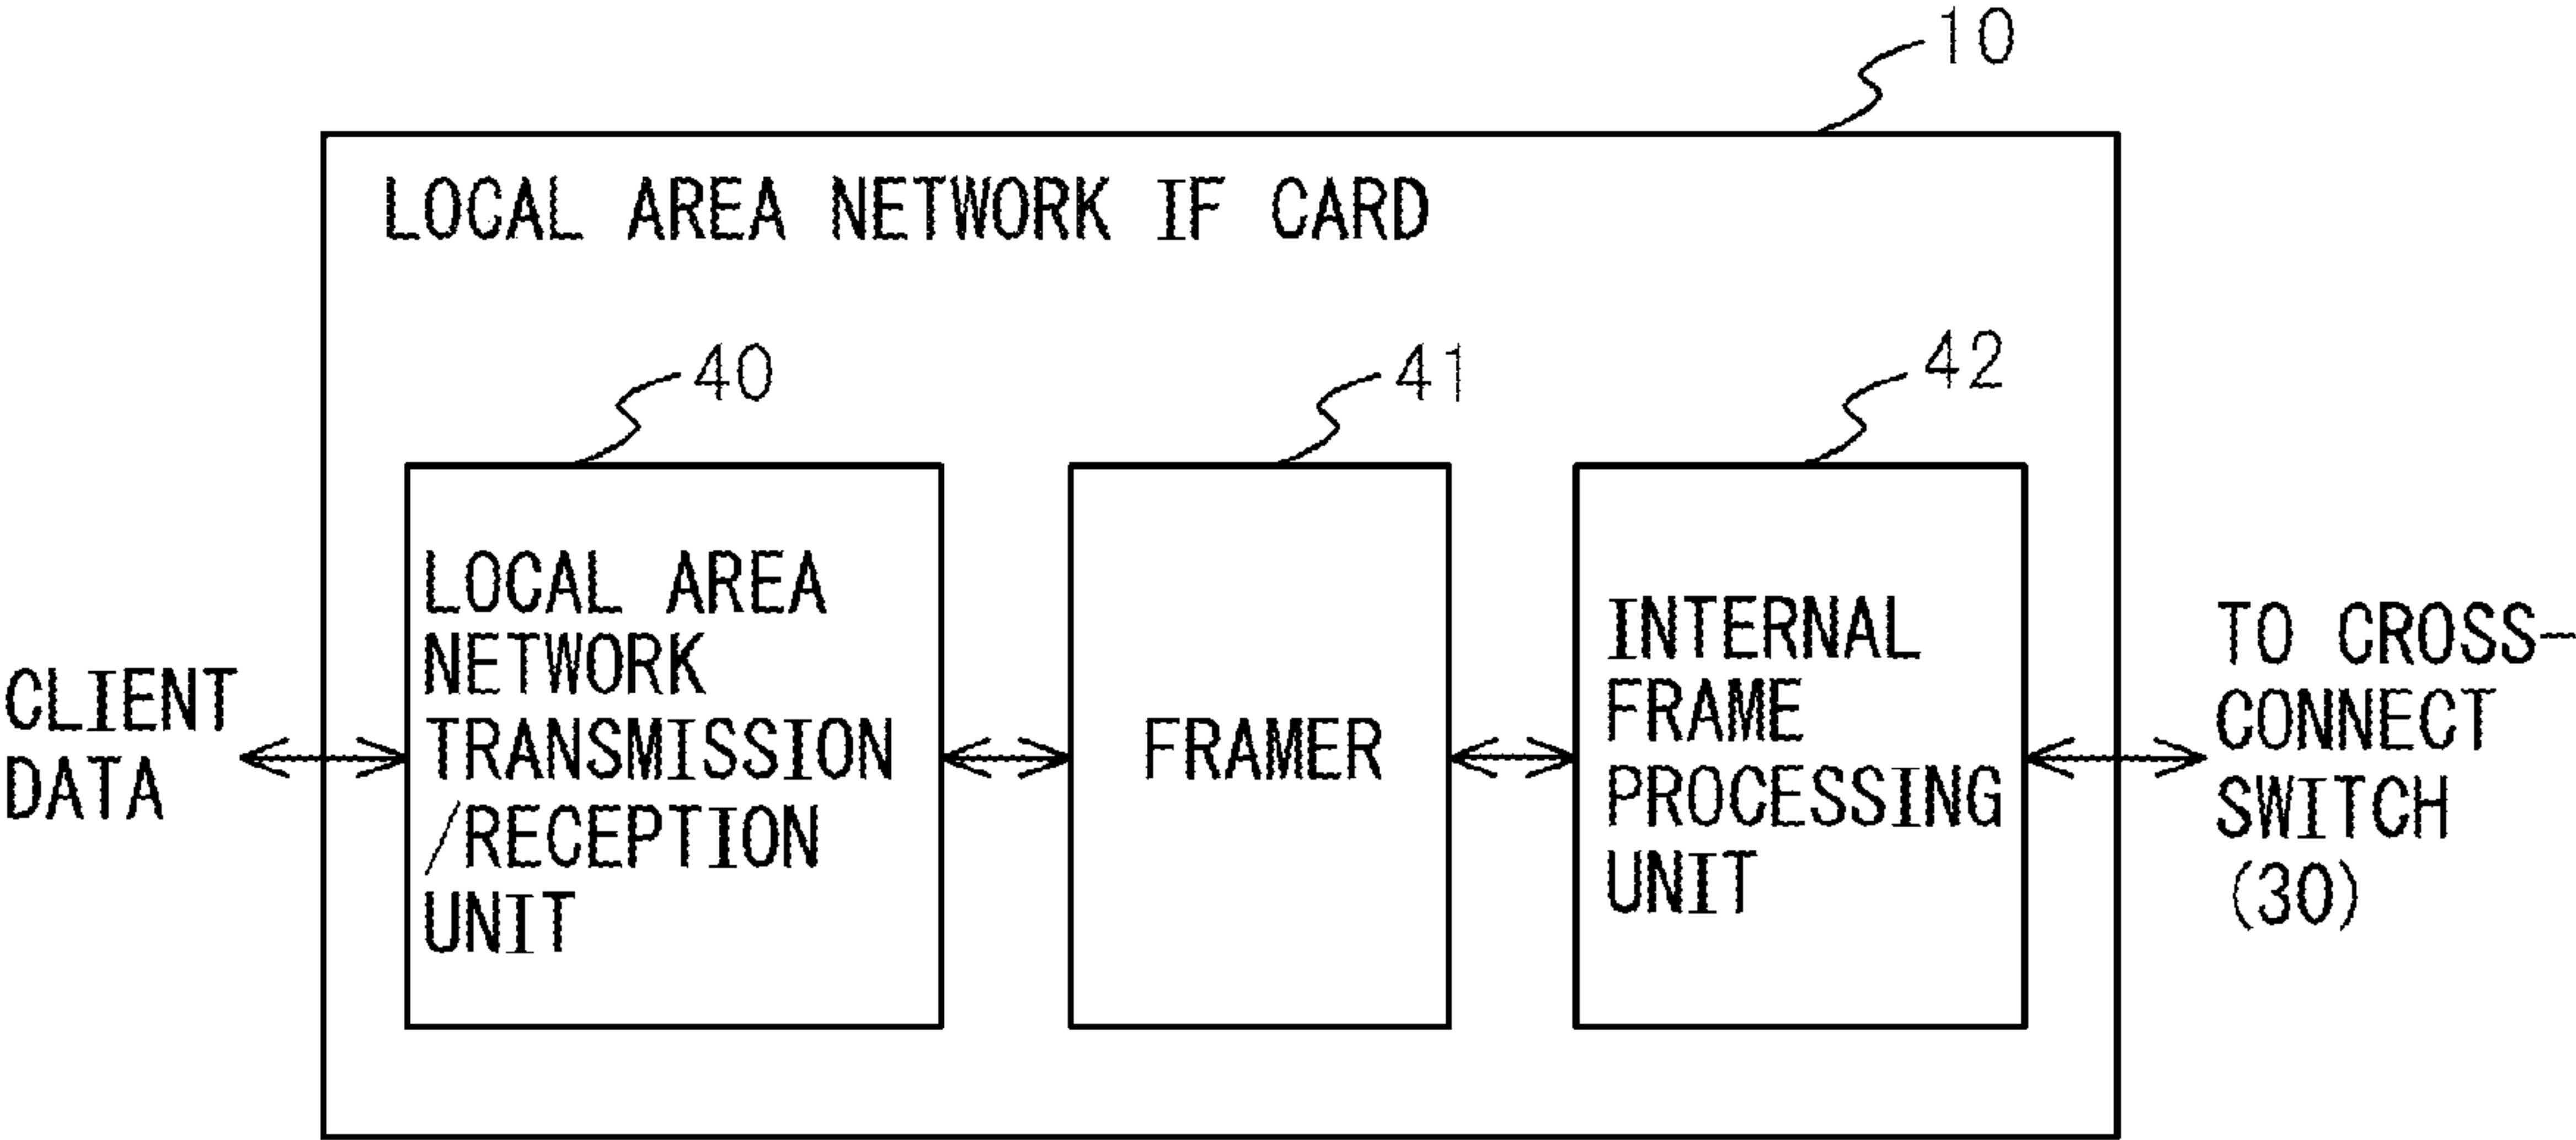 10
LOCAL AREA NETWORK IF CARD
40
41
42
CLIENT
DATA
LOCAL AREA
NETWORK
TRANSMISSION
/RECEPTION
UNIT
FRAMER
INTERNAL
FRAME
PROCESSING
UNIT
TO CROSS-
CONNECT
SWITCH
(30)